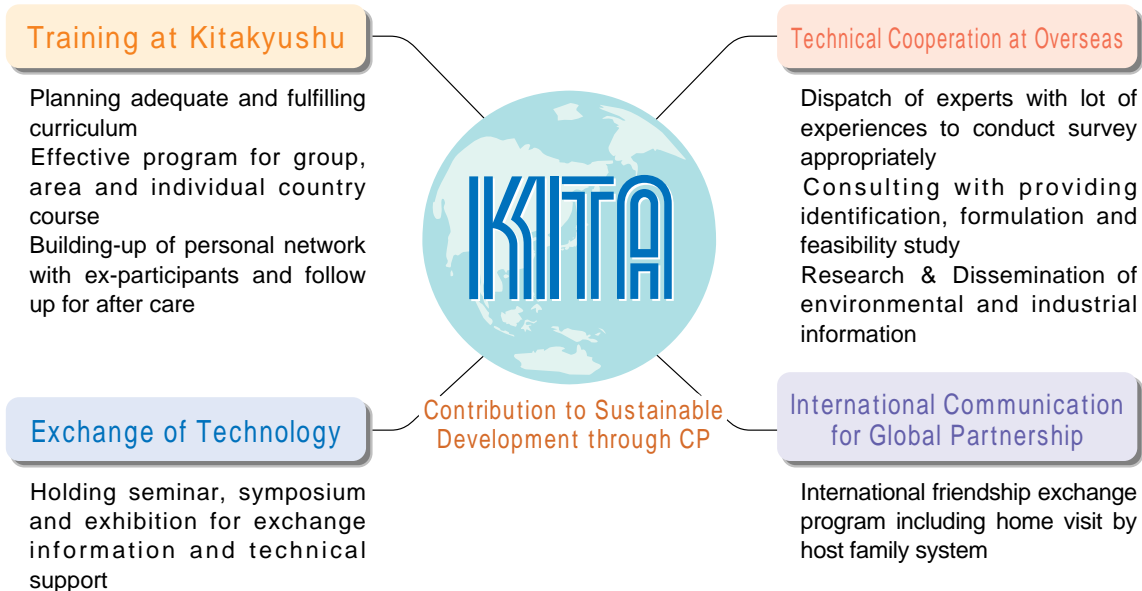 Training at Kitakyushu
Planning adequate and fulfilling
curriculum
Effective program for group,
area and individual country
course
Building-up of personal network
with ex-participants and follow
up for after care
Technical Cooperation at Overseas
Dispatch of experts with lot of
experiences to conduct survey
appropriately
Consulting with providing
identification, formulation and
feasibility study
Research & Dissemination of
environmental and industrial
information
KITA
Contribution to Sustainable
Development through CP
Exchange of Technology
Holding seminar, symposium
and exhibition for exchange
information and technical
support
International Communication
for Global Partnership
International friendship exchange
program including home visit by
host family system